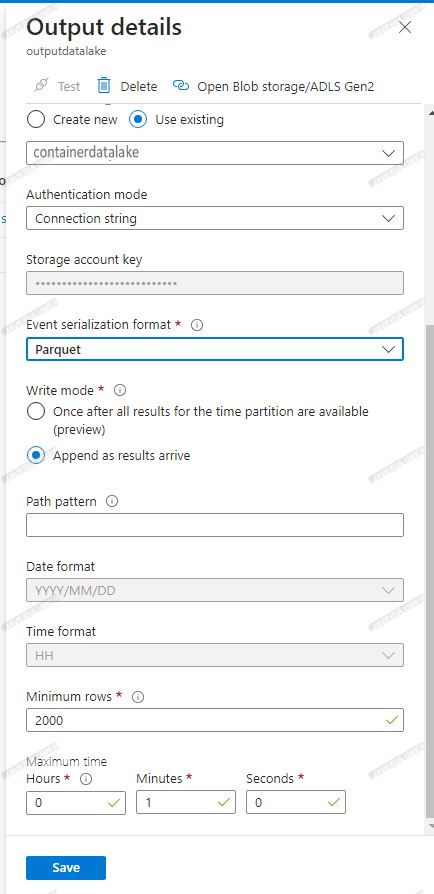 Output details
outputdatalake
Test Delete Open Blob storage/ADLS Gen2
Create new Use existing
containerdatalake
Authentication mode
Connection string
Storage account key
••••••••••••••••••••••••••••
Event serialization format *
Parquet
Write mode *
Once after all results for the time partition are available
(preview)
Append as results arrive
Path pattern
Date format
YYYY/MM/DD
Time format
HH
Minimum rows *
2000
Maximum time
Hours * Minutes * Seconds *
0 1 0
Save